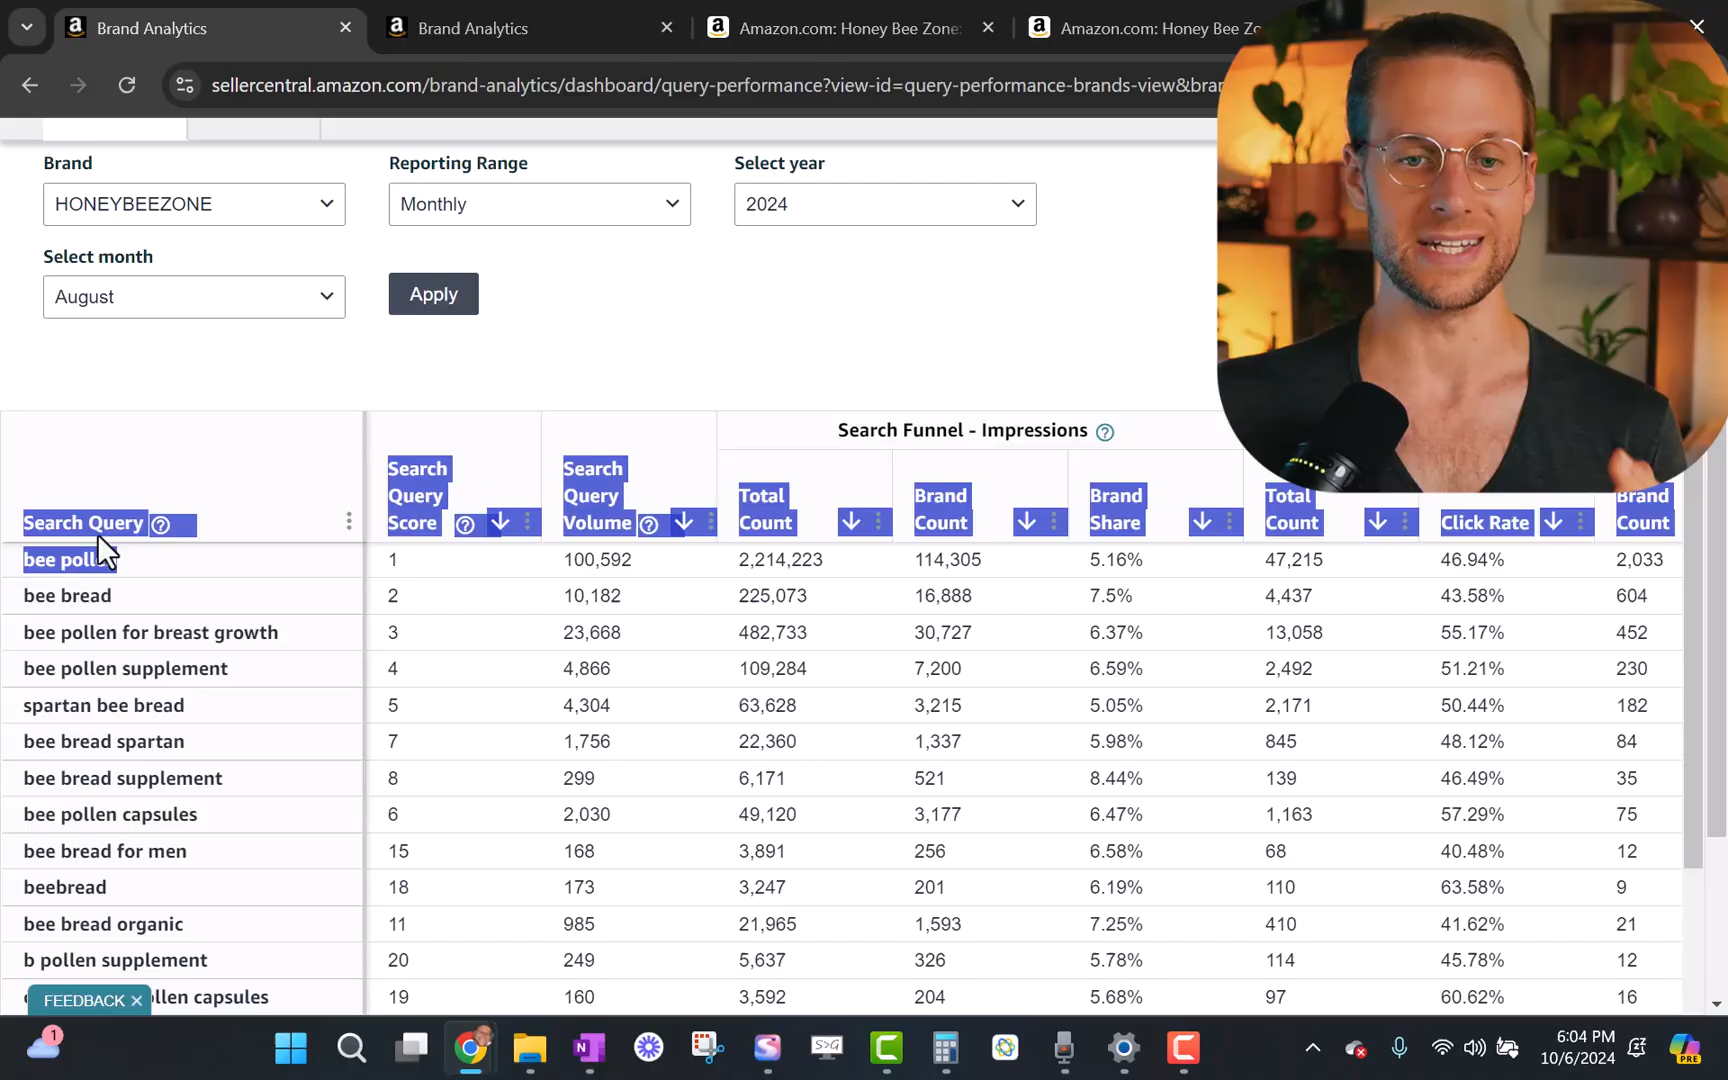 Brand Analytics
Brand Analytics
Amazon.com: Honey Bee Zone:
Amazon.com: Honey Bee Zo
sellercentral.amazon.com/brand-analytics/dashboard/query-performance?view-id=query-performance-brands-view&bran
Brand
Reporting Range
Select year
HONEYBEEZONE
Monthly
2024
Select month
August
Apply
Search Funnel - Impressions
Search Query
Search Query Score
Search Query Volume
Total Count
Brand Count
Brand Share
Total Count
Click Rate
Brand Count
bee pollen 1 100,592 2,214,223 114,305 5.16% 47,215 46.94% 2,033
bee bread 2 10,182 225,073 16,888 7.5% 4,437 43.58% 604
bee pollen for breast growth 3 23,668 482,733 30,727 6.37% 13,058 55.17% 452
bee pollen supplement 4 4,866 109,284 7,200 6.59% 2,492 51.21% 230
spartan bee bread 5 4,304 63,628 3,215 5.05% 2,171 50.44% 182
bee bread spartan 7 1,756 22,360 1,337 5.98% 845 48.12% 84
bee bread supplement 8 299 6,171 521 8.44% 139 46.49% 35
bee pollen capsules 6 2,030 49,120 3,177 6.47% 1,163 57.29% 75
bee bread for men 15 168 3,891 256 6.58% 68 40.48% 12
beebread 18 173 3,247 201 6.19% 110 63.58% 9
bee bread organic 11 985 21,965 1,593 7.25% 410 41.62% 21
b pollen supplement 20 249 5,637 326 5.78% 114 45.78% 12
llen capsules 19 160 3,592 204 5.68% 97 60.62% 16
FEEDBACK
1
S>G
6:04 PM
10/6/2024
PRE